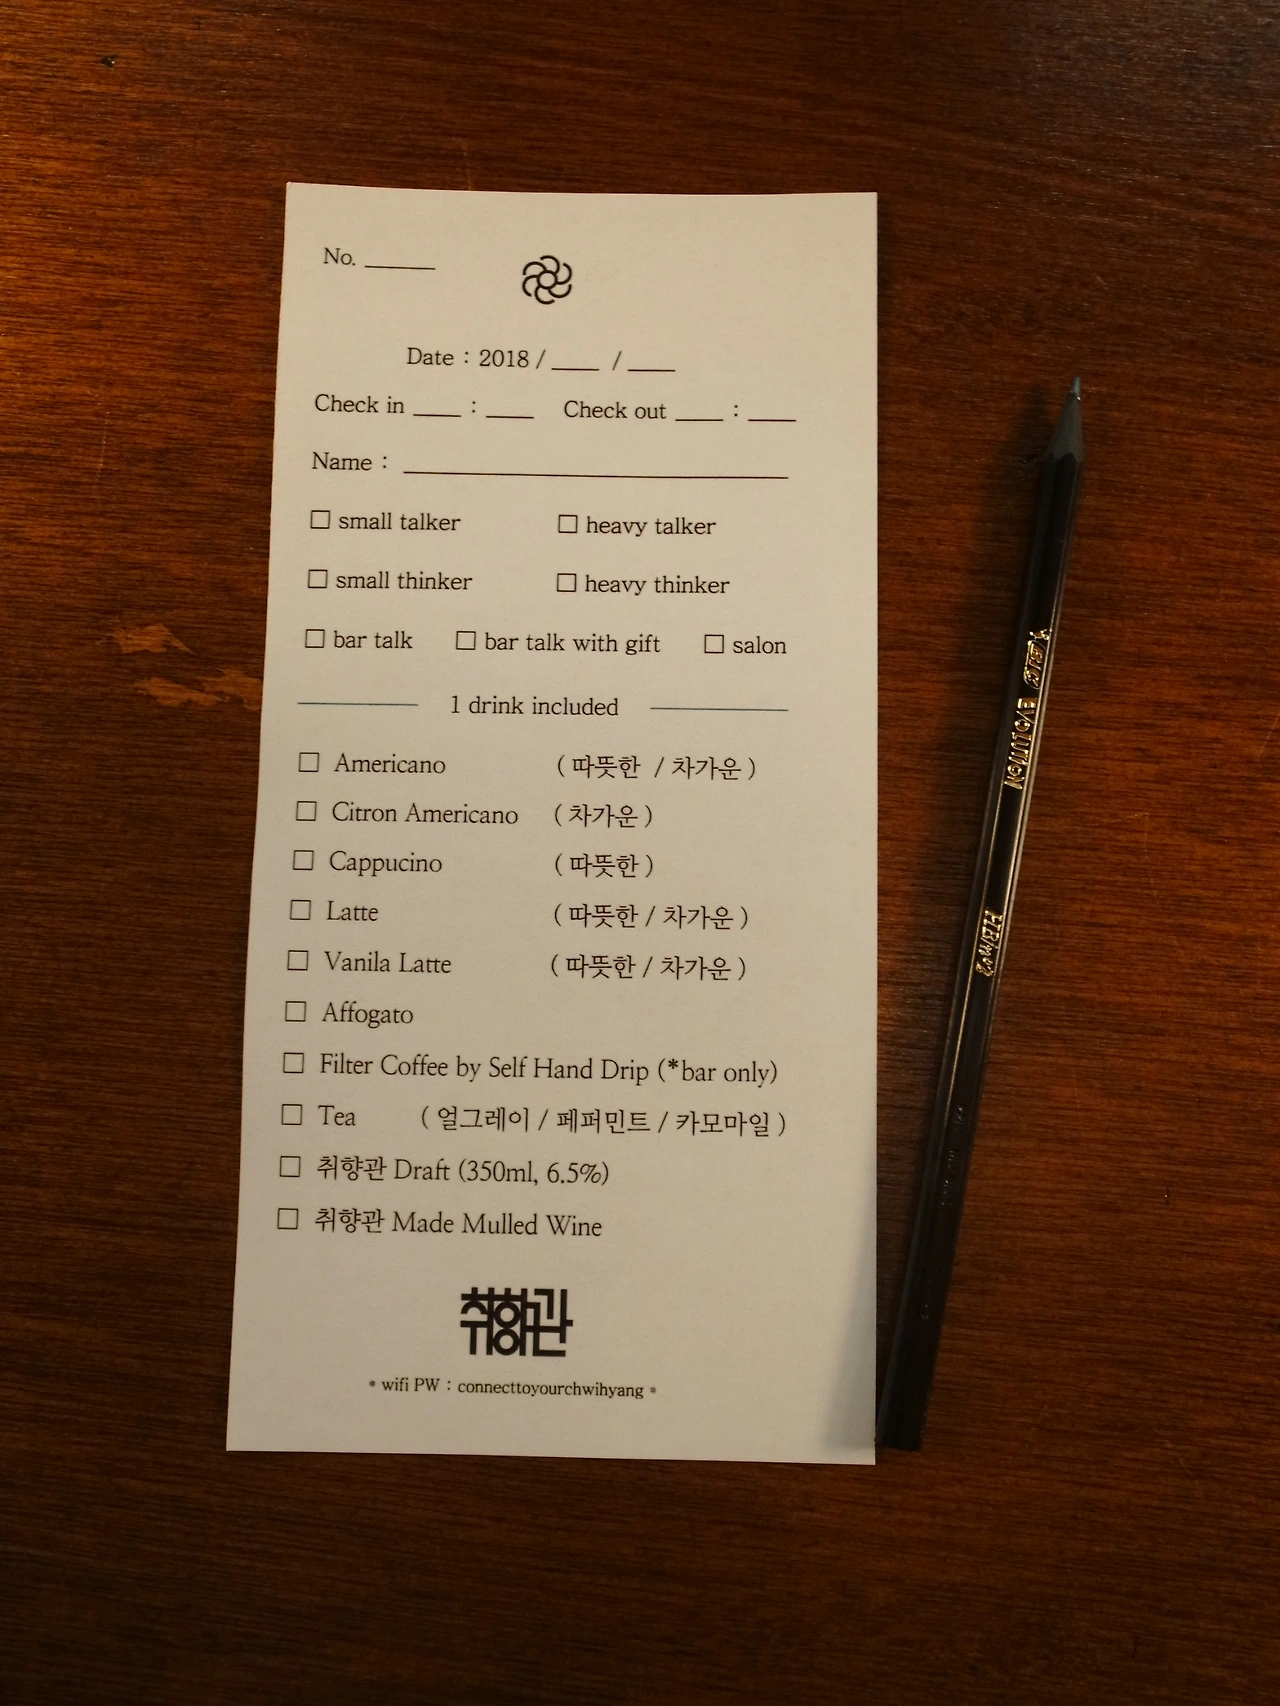 No. ______
Date : 2018 / ____ / ____
Check in ____ : ____ Check out ____ : ____
Name : ______________________________
□ small talker □ heavy talker
□ small thinker □ heavy thinker
□ bar talk □ bar talk with gift □ salon
1 drink included
□ Americano ( 따뜻한 / 차가운 )
□ Citron Americano ( 차가운 )
□ Cappucino ( 따뜻한 )
□ Latte ( 따뜻한 / 차가운 )
□ Vanila Latte ( 따뜻한 / 차가운 )
□ Affogato
□ Filter Coffee by Self Hand Drip (*bar only)
□ Tea ( 얼그레이 / 페퍼민트 / 카모마일 )
□ 취향관 Draft (350ml, 6.5%)
□ 취향관 Made Mulled Wine
취향관
* wifi PW : connecttoyourchwihyang *
BIC EVOLUTION
HB